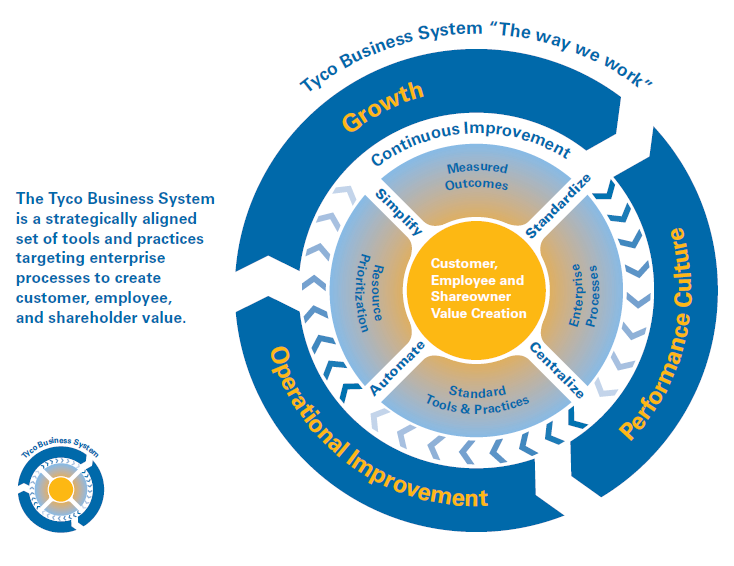 Tyco Business System “The way we work”
Growth
Continuous Improvement
Measured
Outcomes
Simplify
Standardize
The Tyco Business System
is a strategically aligned
set of tools and practices
targeting enterprise
processes to create
customer, employee,
and shareholder value.
Resource
Prioritization
Customer,
Employee and
Shareowner
Value Creation
Enterprise
Processes
Performance Culture
Automate
Centralize
Standard
Tools & Practices
Operational Improvement
Tyco Business System